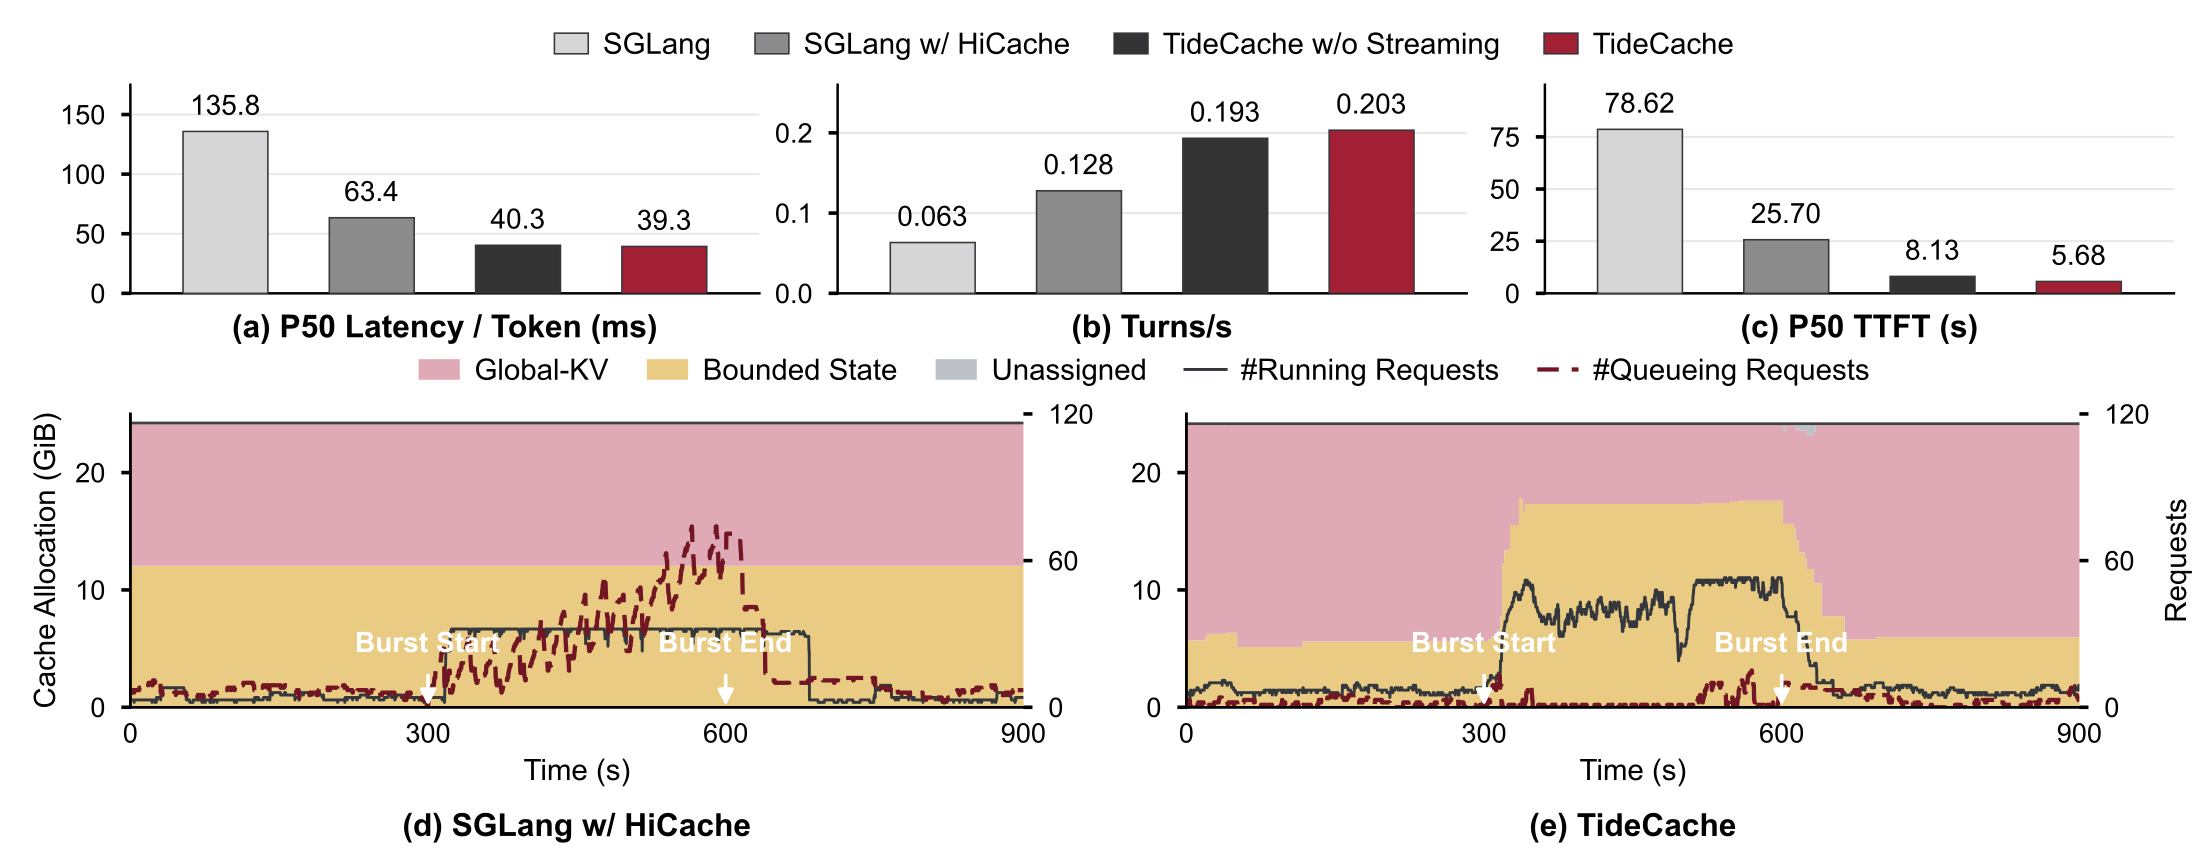 SGLang SGLang w/ HiCache TideCache w/o Streaming TideCache
150
100
50
0
135.8
63.4
40.3
39.3
(a) P50 Latency / Token (ms)
0.2
0.1
0.0
0.063
0.128
0.193
0.203
(b) Turns/s
75
50
25
0
78.62
25.70
8.13
5.68
(c) P50 TTFT (s)
Global-KV Bounded State Unassigned #Running Requests #Queueing Requests
Cache Allocation (GiB)
20
10
0
120
60
0
Burst Start
Burst End
0 300 600 900
Time (s)
(d) SGLang w/ HiCache
20
10
0
120
60
0
Requests
Burst Start
Burst End
0 300 600 900
Time (s)
(e) TideCache